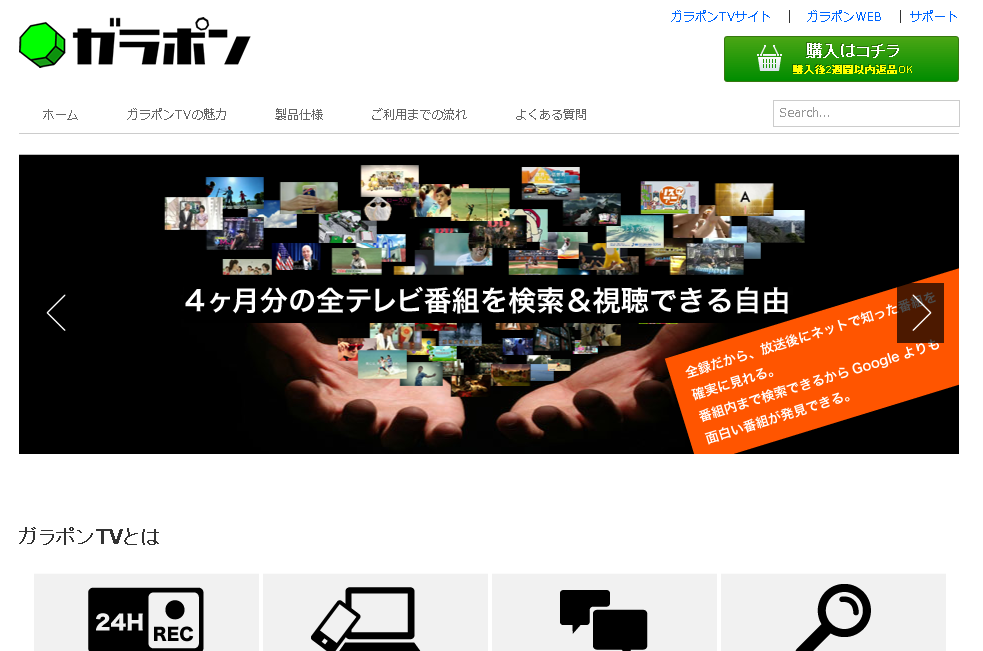 ガラポン
ガラポンTVサイト | ガラポンWEB | サポート
購入はコチラ
購入後2週間以内返品OK
ホーム ガラポンTVの魅力 製品仕様 ご利用までの流れ よくある質問
Search...
4ヶ月分の全テレビ番組を検索＆視聴できる自由
全録だから、放送後にネットで知った番組を
確実に見れる。
番組内まで検索できるから Google よりも
面白い番組が発見できる。
ガラポンTVとは
24H REC